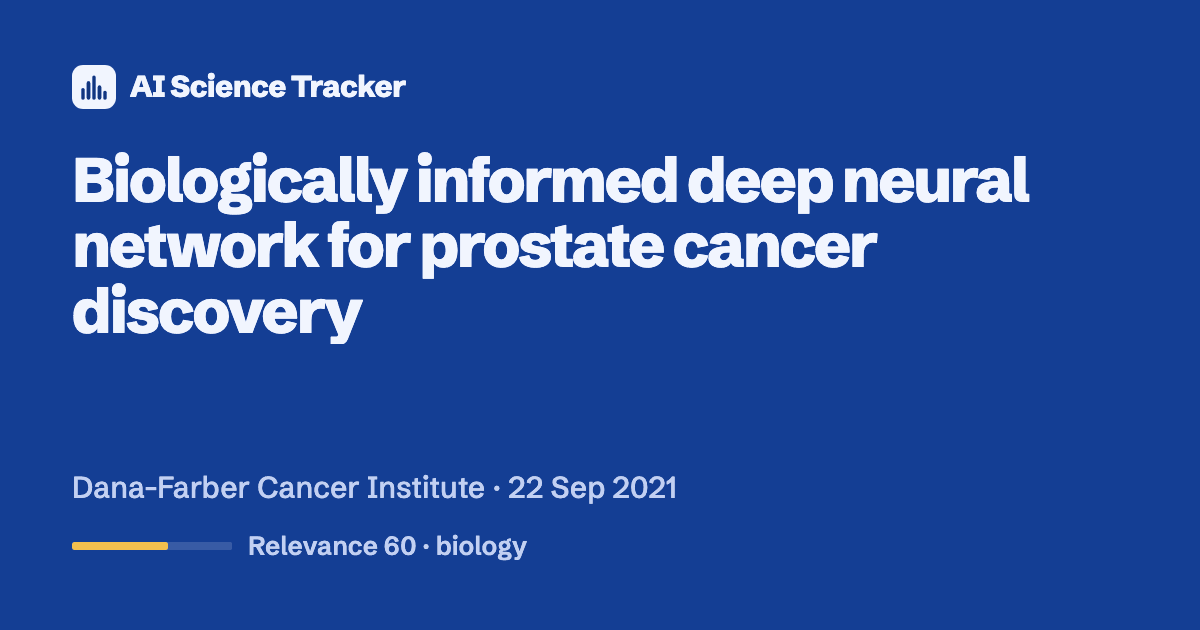 AI Science Tracker
Biologically informed deep neural
network for prostate cancer
discovery
Dana-Farber Cancer Institute · 22 Sep 2021
Relevance 60 · biology